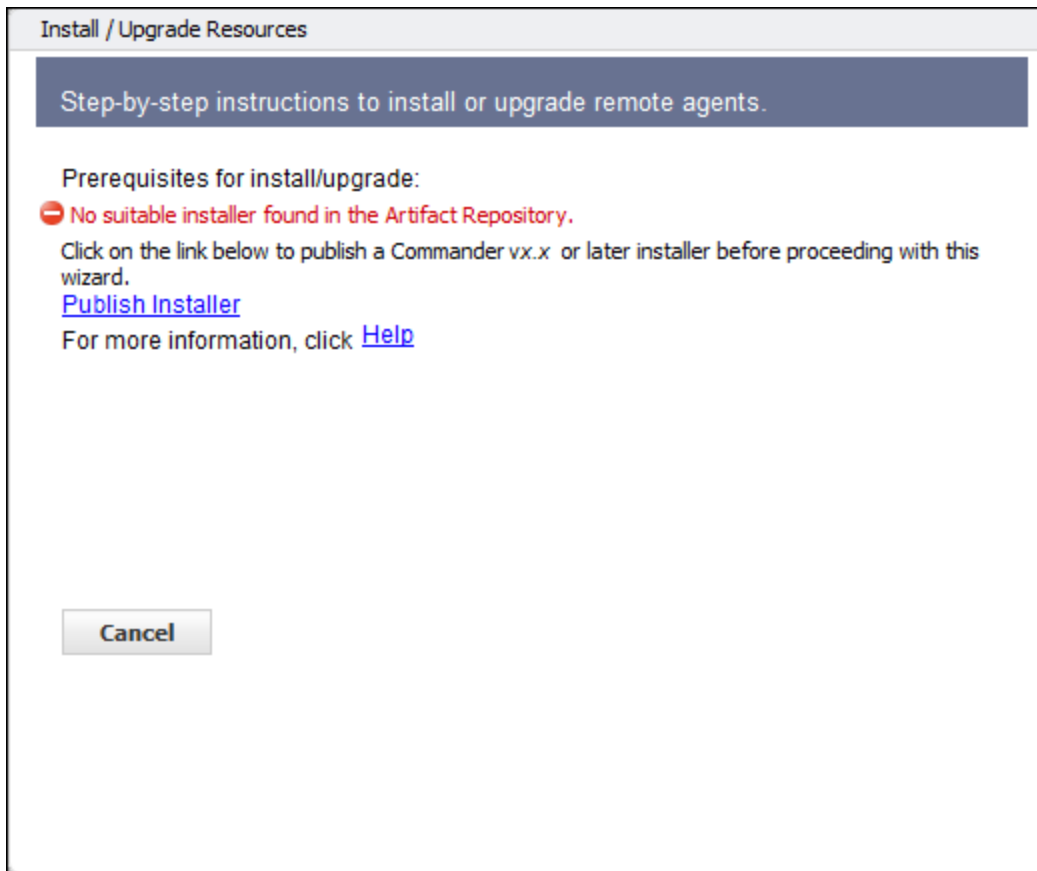 Install / Upgrade Resources
Step-by-step instructions to install or upgrade remote agents.
Prerequisites for install/upgrade:
No suitable installer found in the Artifact Repository.
Click on the link below to publish a Commander vx.x or later installer before proceeding with this
wizard.
Publish Installer
For more information, click Help
Cancel